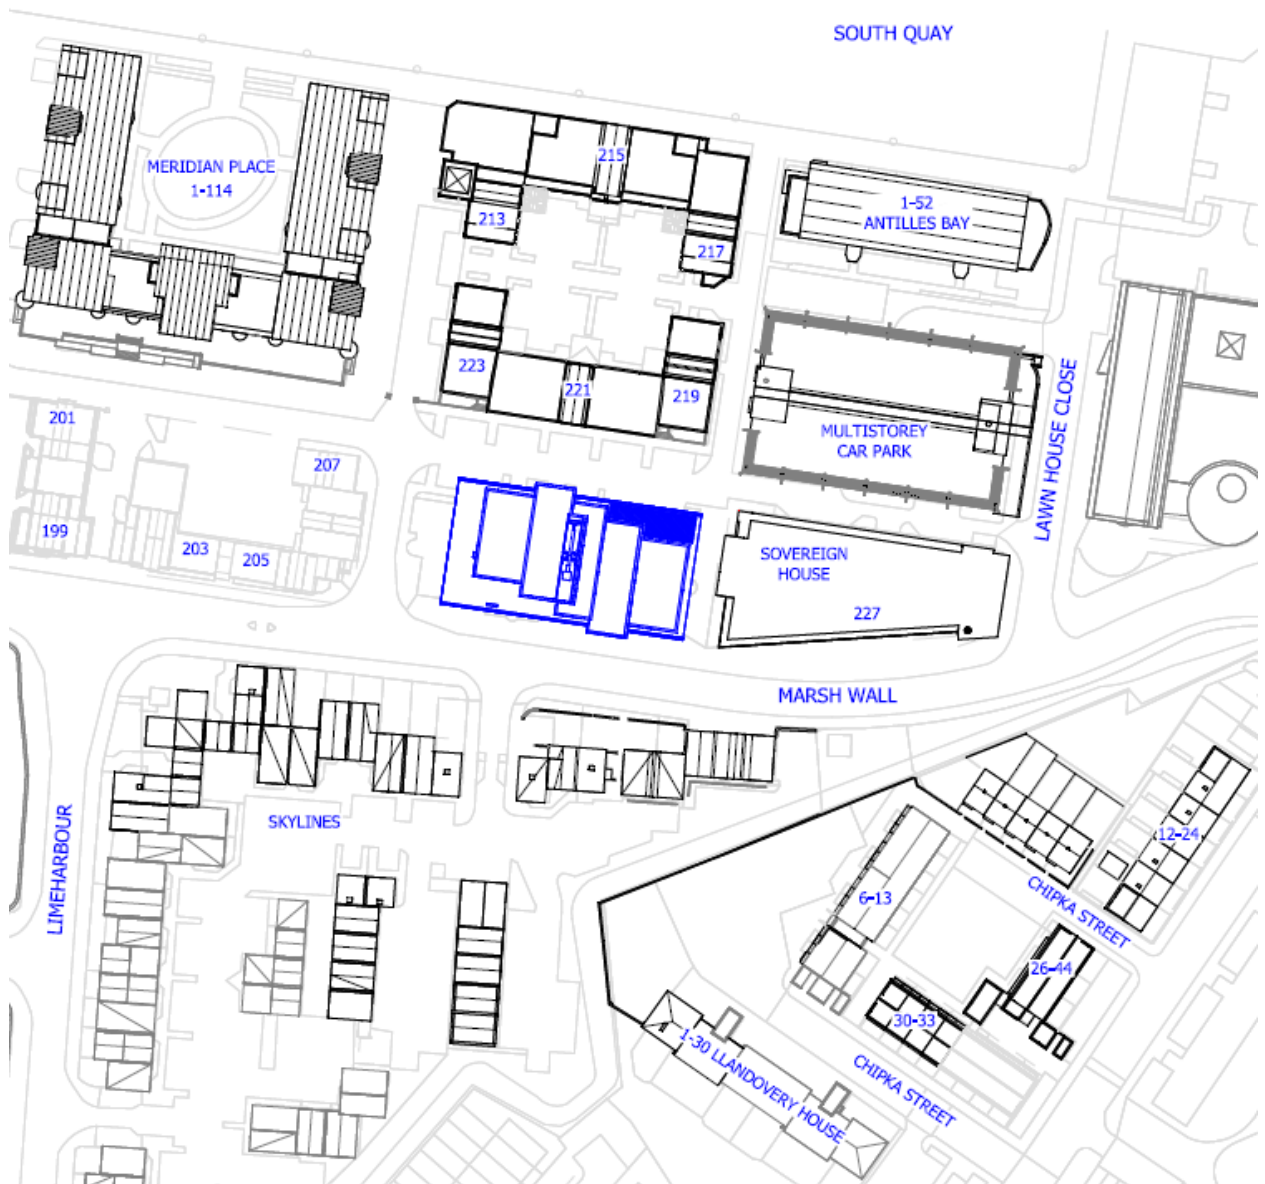 SOUTH QUAY
MERIDIAN PLACE
1-114
215
213
217
1-52
ANTILLES BAY
223
221
219
MULTISTOREY
CAR PARK
LAWN HOUSE CLOSE
201
207
199
203
205
SOVEREIGN
HOUSE
227
MARSH WALL
LIMEHARBOUR
SKYLINES
12-24
CHIPKA STREET
6-13
26-44
30-33
1-30 LLANDOVERY HOUSE
CHIPKA STREET